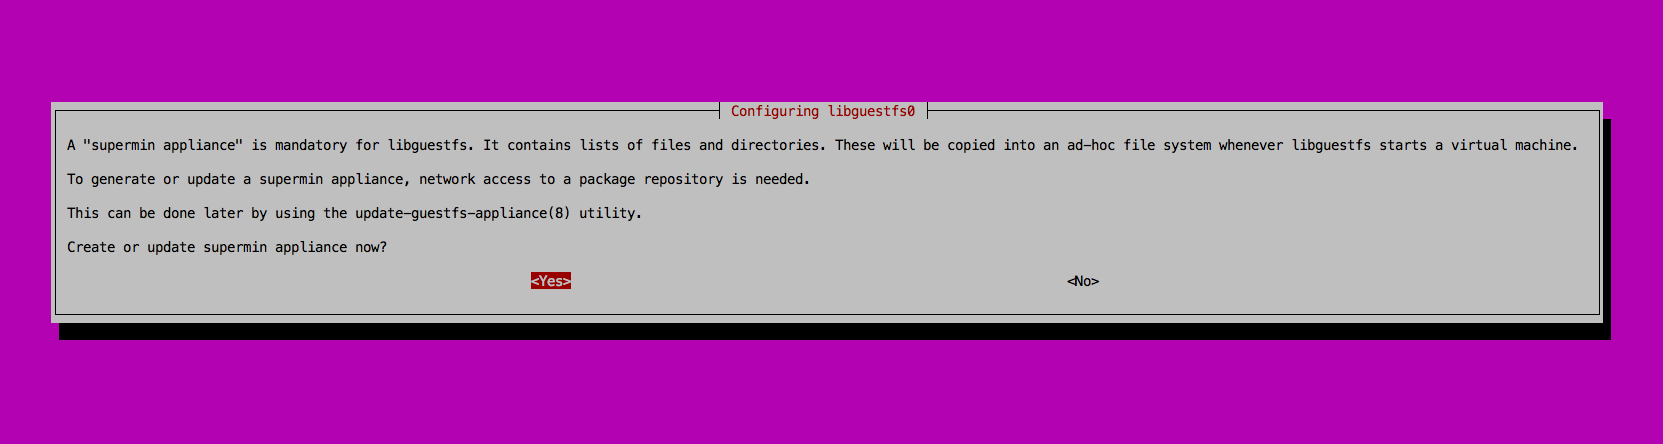 Configuring libguestfs0
A "supermin appliance" is mandatory for libguestfs. It contains lists of files and directories. These will be copied into an ad-hoc file system whenever libguestfs starts a virtual machine.
To generate or update a supermin appliance, network access to a package repository is needed.
This can be done later by using the update-guestfs-appliance(8) utility.
Create or update supermin appliance now?
<Yes> <No>